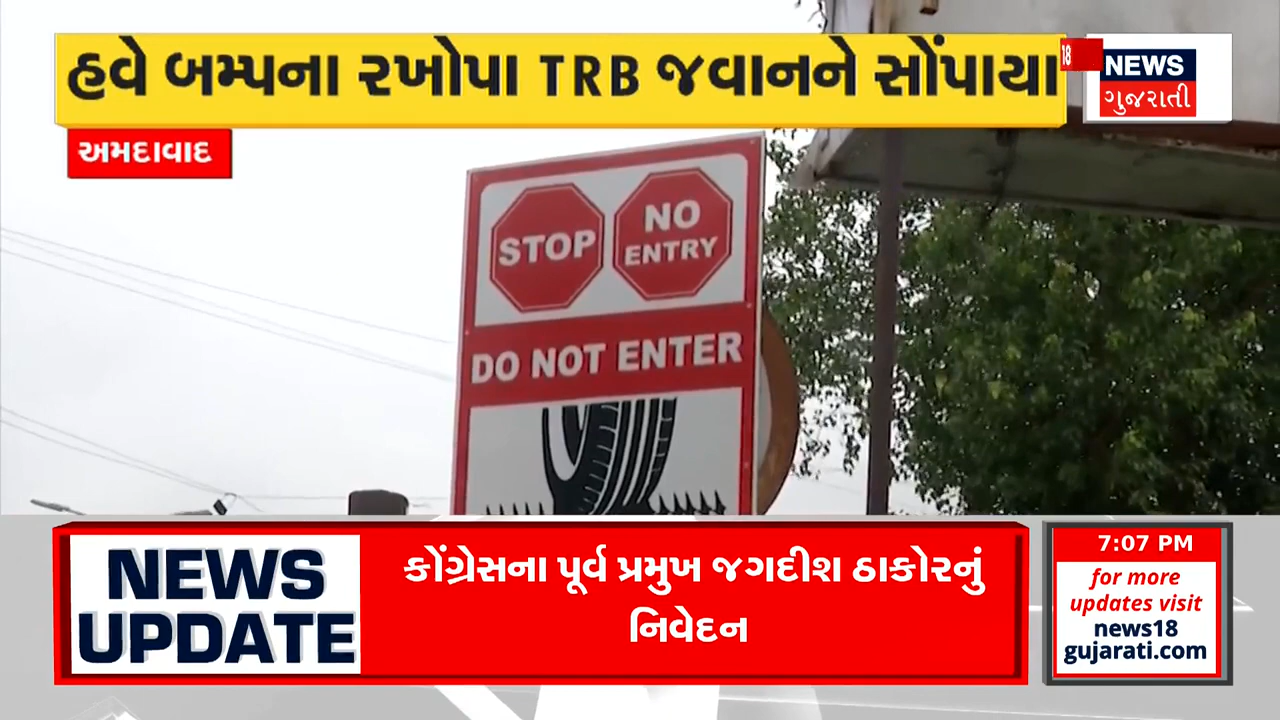 હવે બમ્પના રખોપા TRB જવાનને સોંપાયા
18
NEWS
ગુજરાતી
અમદાવાદ
STOP
NO
ENTRY
DO NOT ENTER
NEWS
UPDATE
કોંગ્રેસના પૂર્વ પ્રમુખ જગદીશ ઠાકોરનું
નિવેદન
7:07 PM
for more
updates visit
news18
gujarati.com